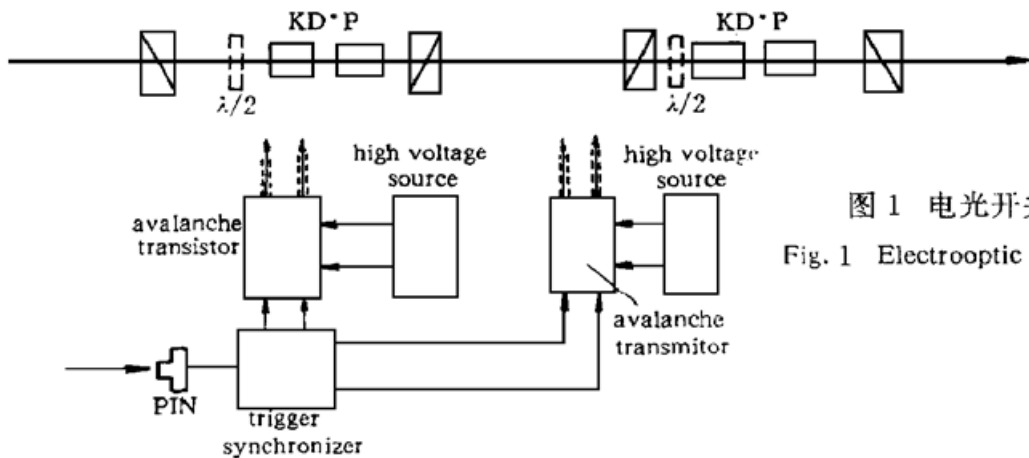 KD*P
KD*P
λ/2
λ/2
high voltage
source
high voltage
source
avalanche
transistor
图 1 电光开
Fig. 1 Electrooptic
avalanche
transmitor
PIN
trigger
synchronizer